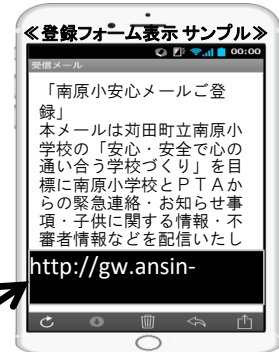 ≪登録フォーム表示 サンプル≫
00:00
受信メール
「南原小安心メールご登
録」
本メールは苅田町立南原小
学校の「安心・安全で心の
通い合う学校づくり」を目
標に南原小学校とＰＴＡか
らの緊急連絡・お知らせ事
項・子供に関する情報・不
審者情報などを配信いたし
http://gw.ansin-